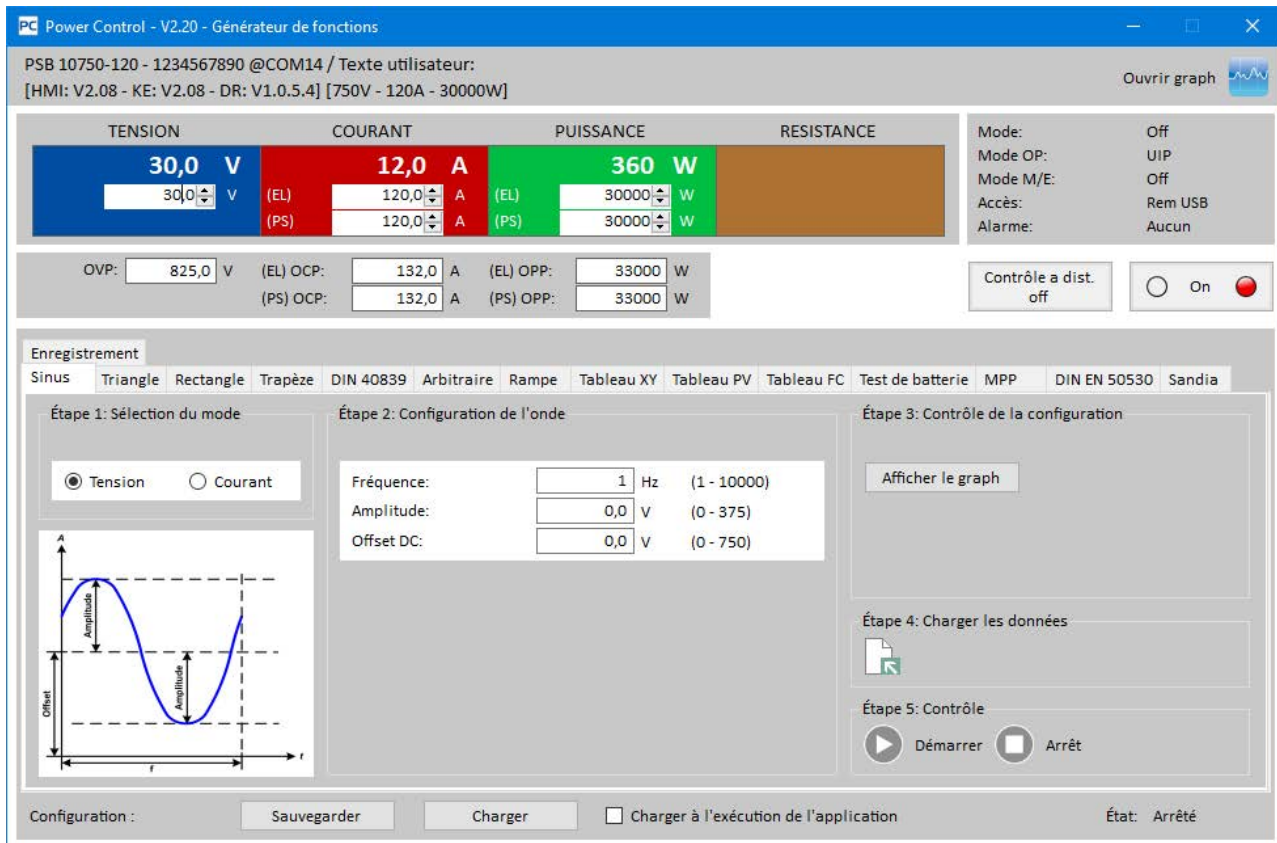 PC Power Control - V2.20 - Générateur de fonctions
PSB 10750-120 - 1234567890 @COM14 / Texte utilisateur:
[HMI: V2.08 - KE: V2.08 - DR: V1.0.5.4] [750V - 120A - 30000W]
Ouvrir graph
TENSION COURANT PUISSANCE RESISTANCE
30,0 V 12,0 A 360 W
30,0 V (EL) 120,0 A (EL) 30000 W
(PS) 120,0 A (PS) 30000 W
Mode: Off
Mode OP: UIP
Mode M/E: Off
Accès: Rem USB
Alarme: Aucun
OVP: 825,0 V (EL) OCP: 132,0 A (EL) OPP: 33000 W
(PS) OCP: 132,0 A (PS) OPP: 33000 W
Contrôle a dist.
off
On
Enregistrement
Sinus Triangle Rectangle Trapèze DIN 40839 Arbitraire Rampe Tableau XY Tableau PV Tableau FC Test de batterie MPP DIN EN 50530 Sandia
Étape 1: Sélection du mode
Tension Courant
A
Amplitude
Amplitude
Offset
t
f
Étape 2: Configuration de l'onde
Fréquence: 1 Hz (1 - 10000)
Amplitude: 0,0 V (0 - 375)
Offset DC: 0,0 V (0 - 750)
Étape 3: Contrôle de la configuration
Afficher le graph
Étape 4: Charger les données
Étape 5: Contrôle
Démarrer Arrêt
Configuration : Sauvegarder Charger Charger à l'exécution de l'application État: Arrêté